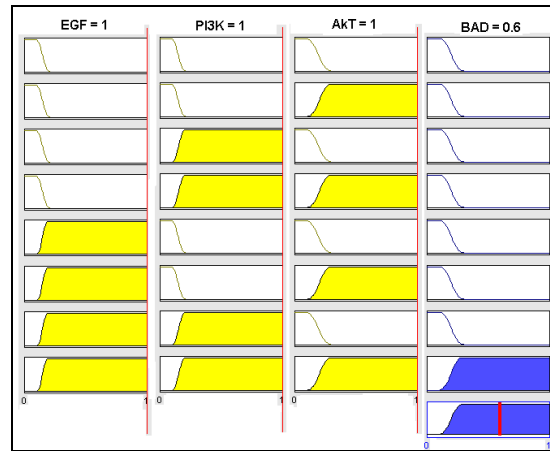 EGF = 1 PI3K = 1 AkT = 1 BAD = 0.6
0 1 0 1 0 1
0 1